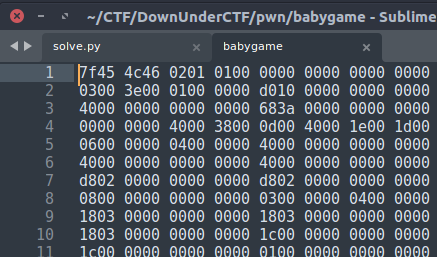 ~/CTF/DownUnderCTF/pwn/babygame - Sublime
solve.py × babygame ×
1 7f45 4c46 0201 0100 0000 0000 0000 0000
2 0300 3e00 0100 0000 d010 0000 0000 0000
3 4000 0000 0000 0000 683a 0000 0000 0000
4 0000 0000 4000 3800 0d00 4000 1e00 1d00
5 0600 0000 0400 0000 4000 0000 0000 0000
6 4000 0000 0000 0000 4000 0000 0000 0000
7 d802 0000 0000 0000 d802 0000 0000 0000
8 0800 0000 0000 0000 0300 0000 0400 0000
9 1803 0000 0000 0000 1803 0000 0000 0000
10 1803 0000 0000 0000 1c00 0000 0000 0000
11 1c00 0000 0000 0000 0100 0000 0000 0000